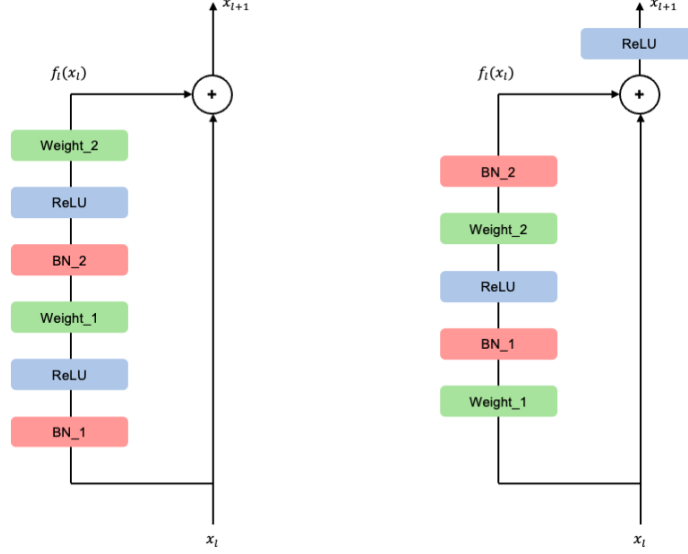 x_{l+1}
f_l(x_l)
+
Weight_2
ReLU
BN_2
Weight_1
ReLU
BN_1
x_l
x_{l+1}
ReLU
f_l(x_l)
+
BN_2
Weight_2
ReLU
BN_1
Weight_1
x_l